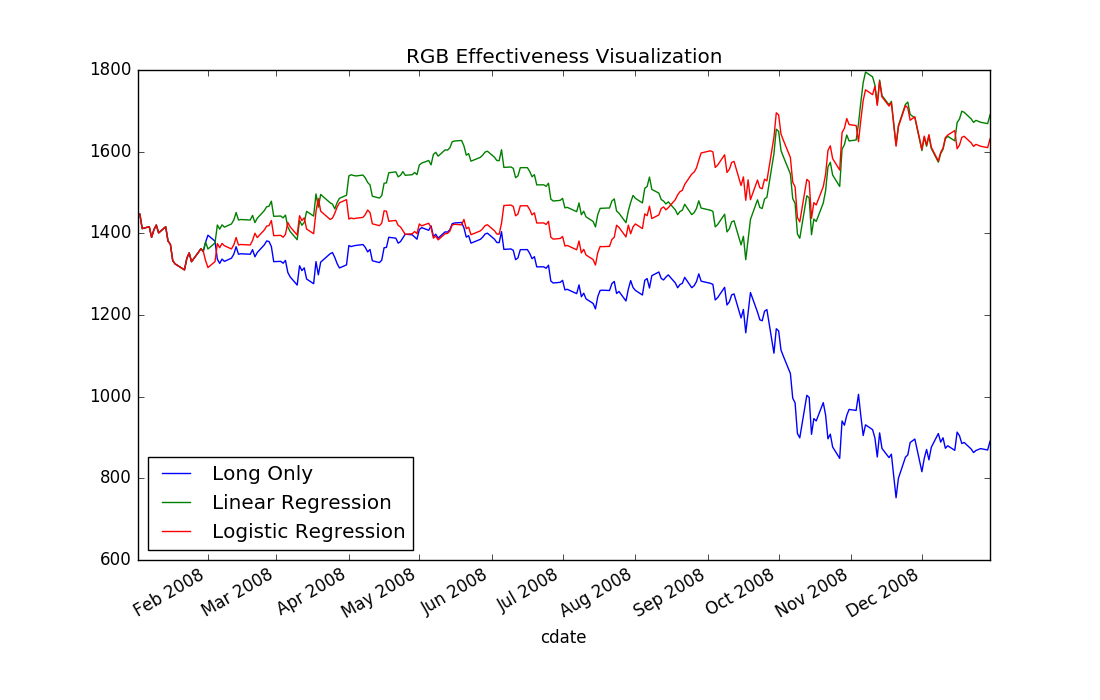 RGB Effectiveness Visualization
1800
1600
1400
1200
1000
800
600
Long Only
Linear Regression
Logistic Regression
Feb 2008
Mar 2008
Apr 2008
May 2008
Jun 2008
Jul 2008
Aug 2008
Sep 2008
Oct 2008
Nov 2008
Dec 2008
cdate